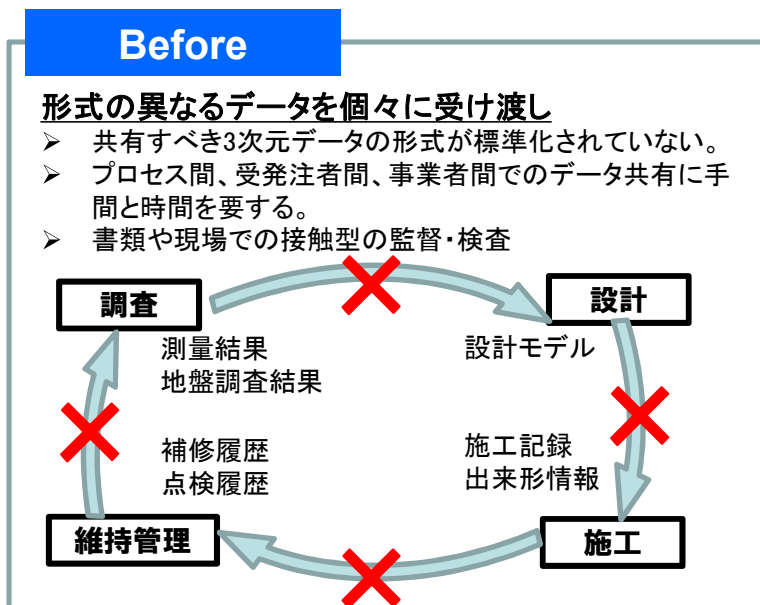 Before
形式の異なるデータを個々に受け渡し
➢ 共有すべき3次元データの形式が標準化されていない。
➢ プロセス間、受発注者間、事業者間でのデータ共有に手
間と時間を要する。
➢ 書類や現場での接触型の監督・検査
調査
設計
測量結果
地盤調査結果
設計モデル
補修履歴
点検履歴
施工記録
出来形情報
維持管理
施工